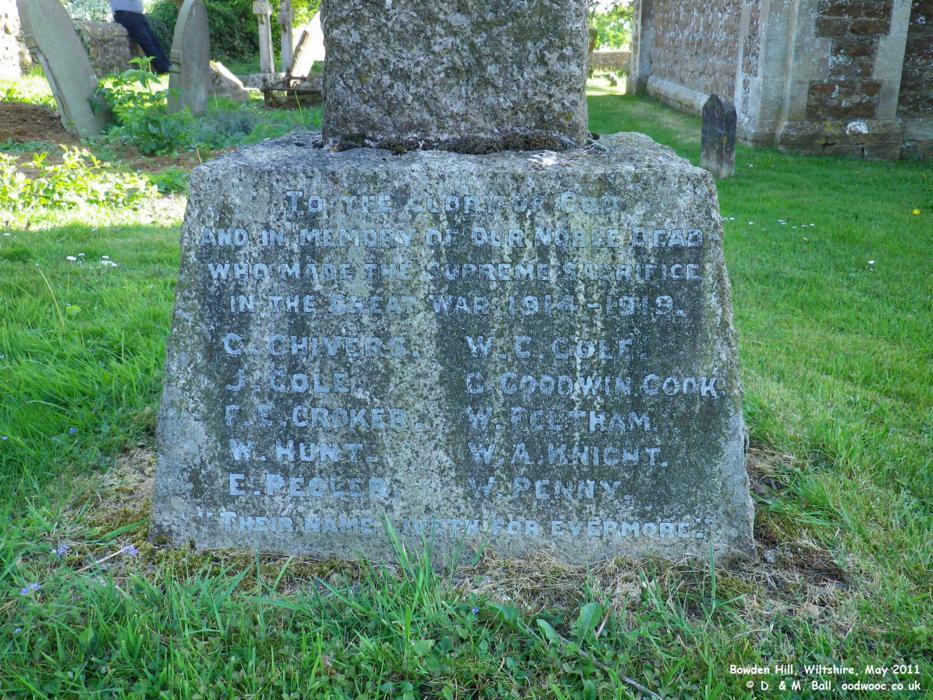 To the Glory of God
and in memory of our noble dead
who made the supreme sacrifice
in the Great War 1914-1919.
C. Chivers. W. C. Cole.
J. Cole. G. Goodwin Cook.
F. E. Croker. W. Feltham.
W. Hunt. W. A. Knight.
E. Pegler. W. Penny.
"Their name liveth for evermore."
Bowden Hill, Wiltshire, May 2011
© D. & M. Ball, oodwooc.co.uk